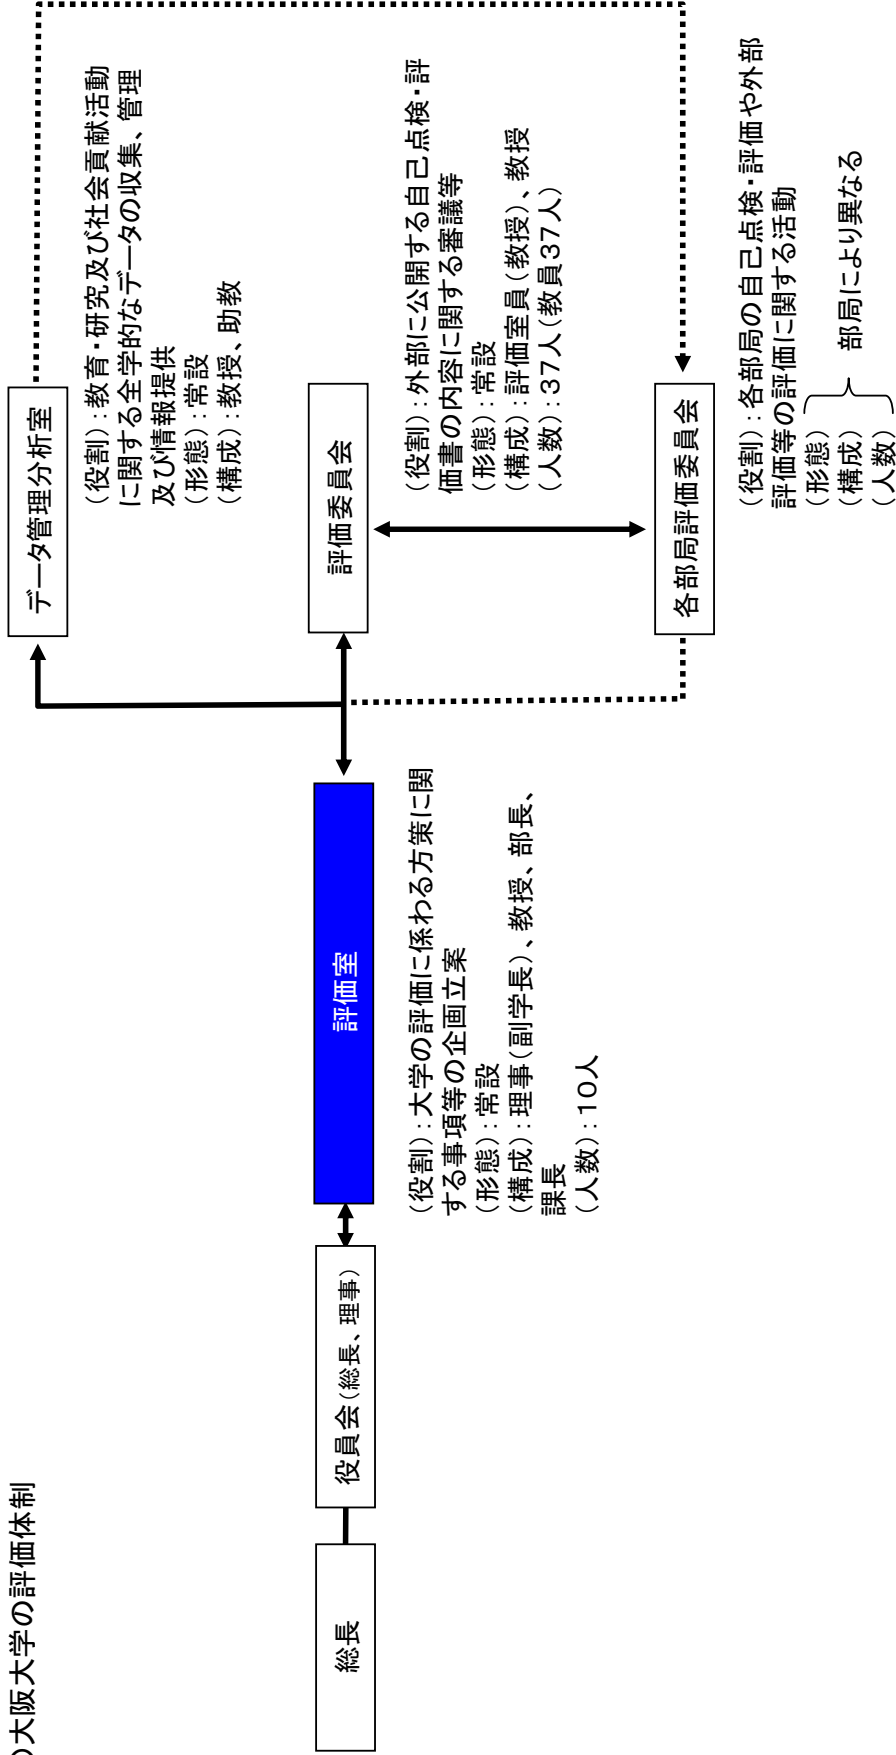 ○大阪大学の評価体制
総長
役員会（総長、理事）
評価室
（役割）：大学の評価に係わる方策に関
する事項等の企画立案
（形態）：常設
（構成）：理事（副学長）、教授、部長、
課長
（人数）：１０人
データ管理分析室
（役割）：教育・研究及び社会貢献活動
に関する全学的なデータの収集、管理
及び情報提供
（形態）：常設
（構成）：教授、助教
評価委員会
（役割）：外部に公開する自己点検・評
価書の内容に関する審議等
（形態）：常設
（構成）：評価室員（教授）、教授
（人数）：３７人（教員３７人）
各部局評価委員会
（役割）：各部局の自己点検・評価や外部
評価等の評価に関する活動
（形態）
（構成）　部局により異なる
（人数）